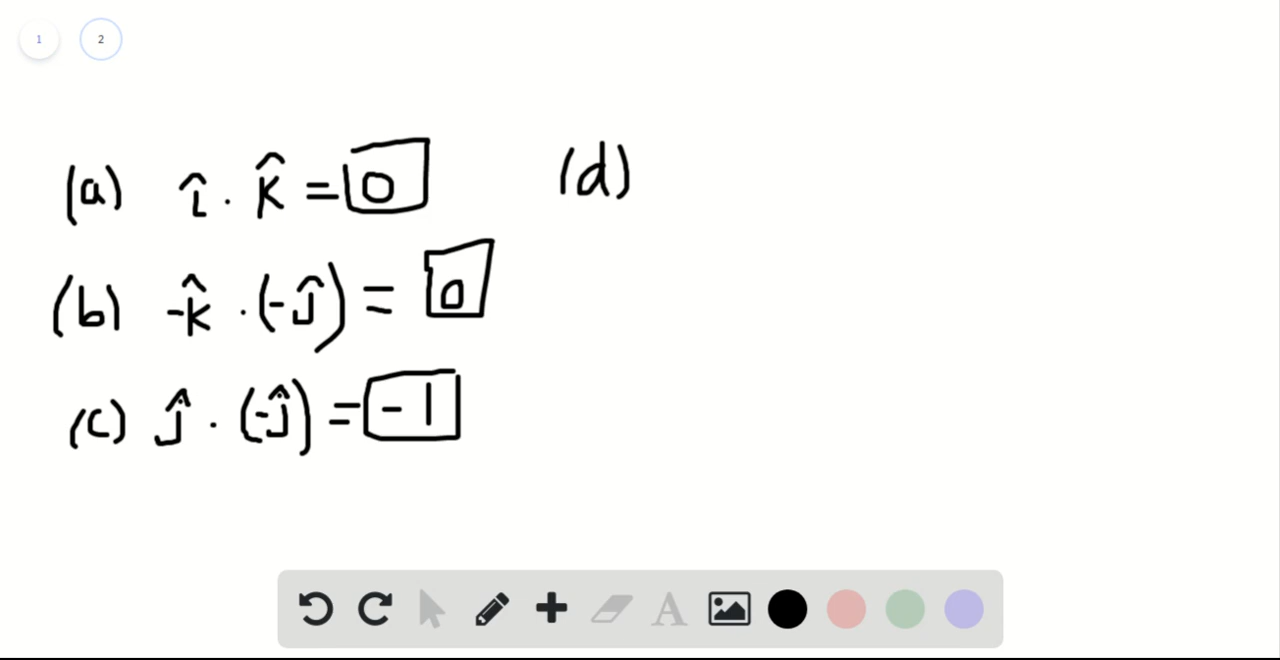 1
2
(a) î · k̂ = 0
(b) -k̂ · (-ĵ) = 0
(c) ĵ · (-ĵ) = -1
(d)
A